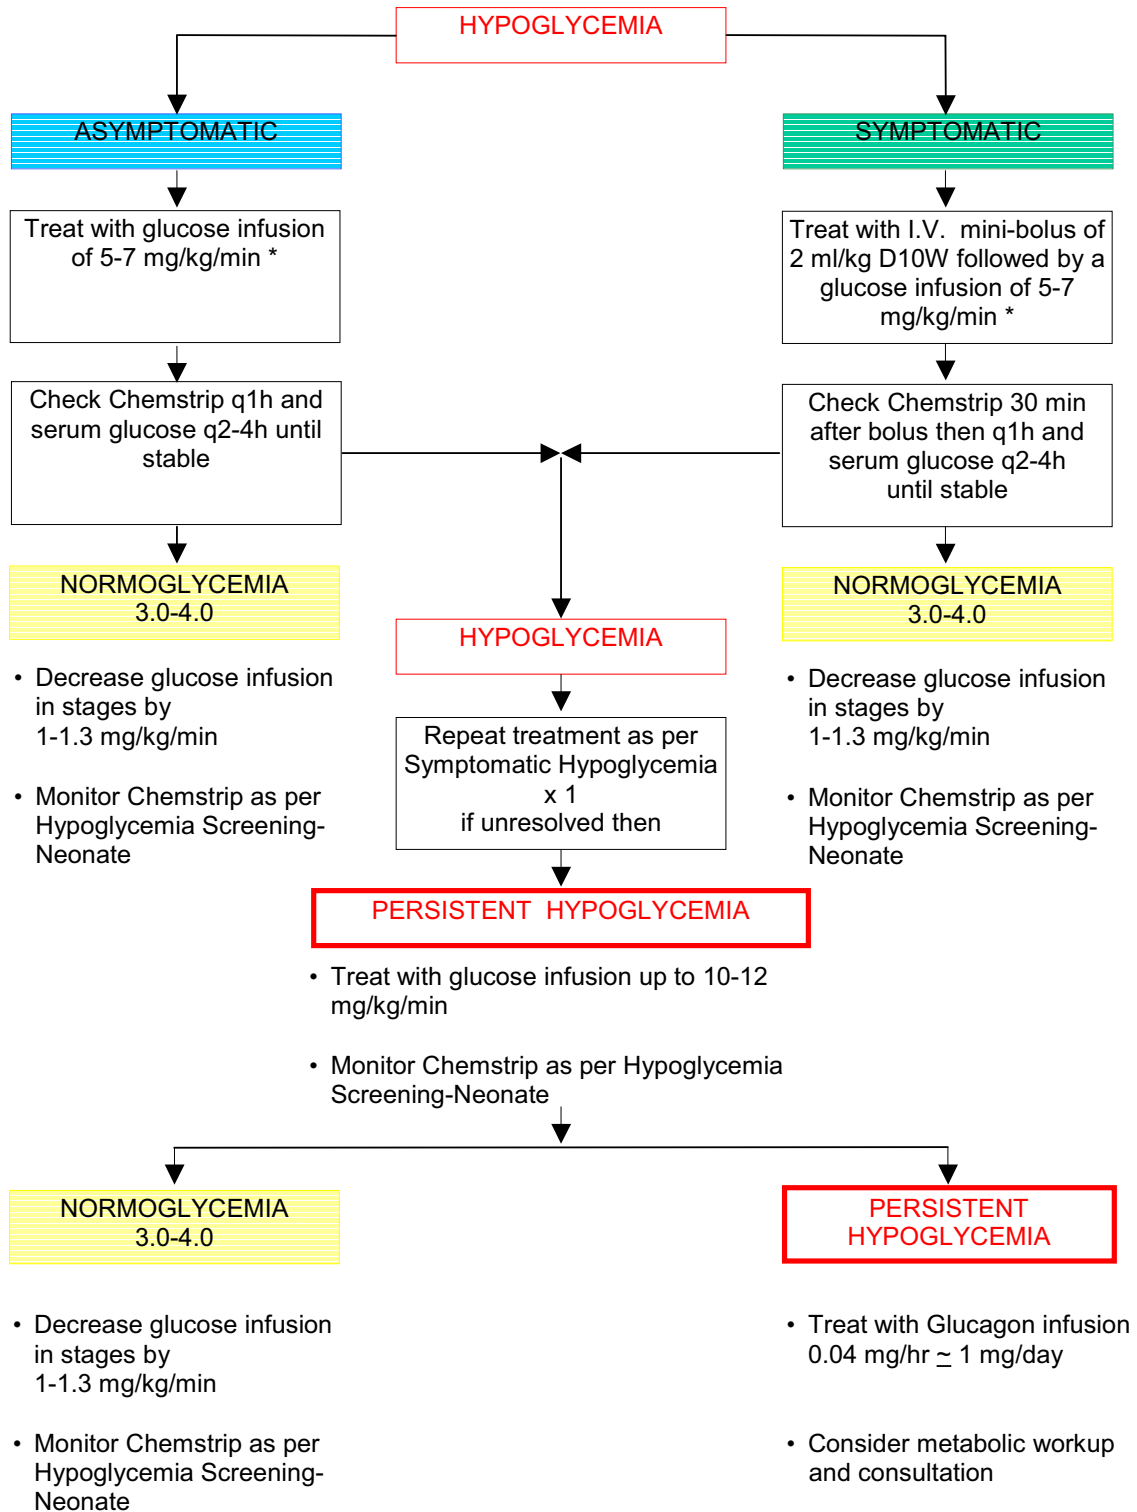 HYPOGLYCEMIA
ASYMPTOMATIC
SYMPTOMATIC
Treat with glucose infusion
of 5-7 mg/kg/min *
Treat with I.V. mini-bolus of
2 ml/kg D10W followed by a
glucose infusion of 5-7
mg/kg/min *
Check Chemstrip q1h and
serum glucose q2-4h until
stable
Check Chemstrip 30 min
after bolus then q1h and
serum glucose q2-4h
until stable
NORMOGLYCEMIA
3.0-4.0
NORMOGLYCEMIA
3.0-4.0
• Decrease glucose infusion
in stages by
1-1.3 mg/kg/min
• Monitor Chemstrip as per
Hypoglycemia Screening-
Neonate
HYPOGLYCEMIA
Repeat treatment as per
Symptomatic Hypoglycemia
x 1
if unresolved then
• Decrease glucose infusion
in stages by
1-1.3 mg/kg/min
• Monitor Chemstrip as per
Hypoglycemia Screening-
Neonate
PERSISTENT HYPOGLYCEMIA
• Treat with glucose infusion up to 10-12
mg/kg/min
• Monitor Chemstrip as per Hypoglycemia
Screening-Neonate
NORMOGLYCEMIA
3.0-4.0
PERSISTENT
HYPOGLYCEMIA
• Decrease glucose infusion
in stages by
1-1.3 mg/kg/min
• Monitor Chemstrip as per
Hypoglycemia Screening-
Neonate
• Treat with Glucagon infusion
0.04 mg/hr ≃ 1 mg/day
• Consider metabolic workup
and consultation